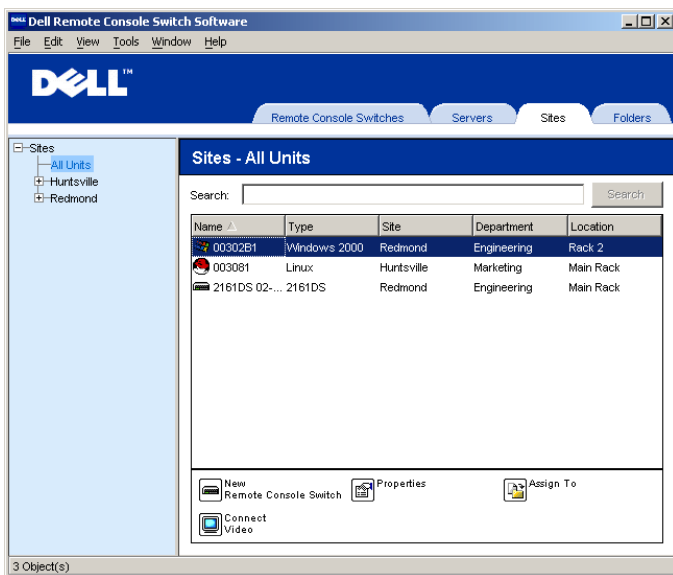 DELL Dell Remote Console Switch Software
File Edit View Tools Window Help
DELL™
Remote Console Switches Servers Sites Folders
Sites
All Units
Huntsville
Redmond
Sites - All Units
Search: Search
Name Type Site Department Location
00302B1 Windows 2000 Redmond Engineering Rack 2
003081 Linux Huntsville Marketing Main Rack
2161DS 02-... 2161DS Redmond Engineering Main Rack
New
Remote Console Switch
Properties
Assign To
Connect
Video
3 Object(s)